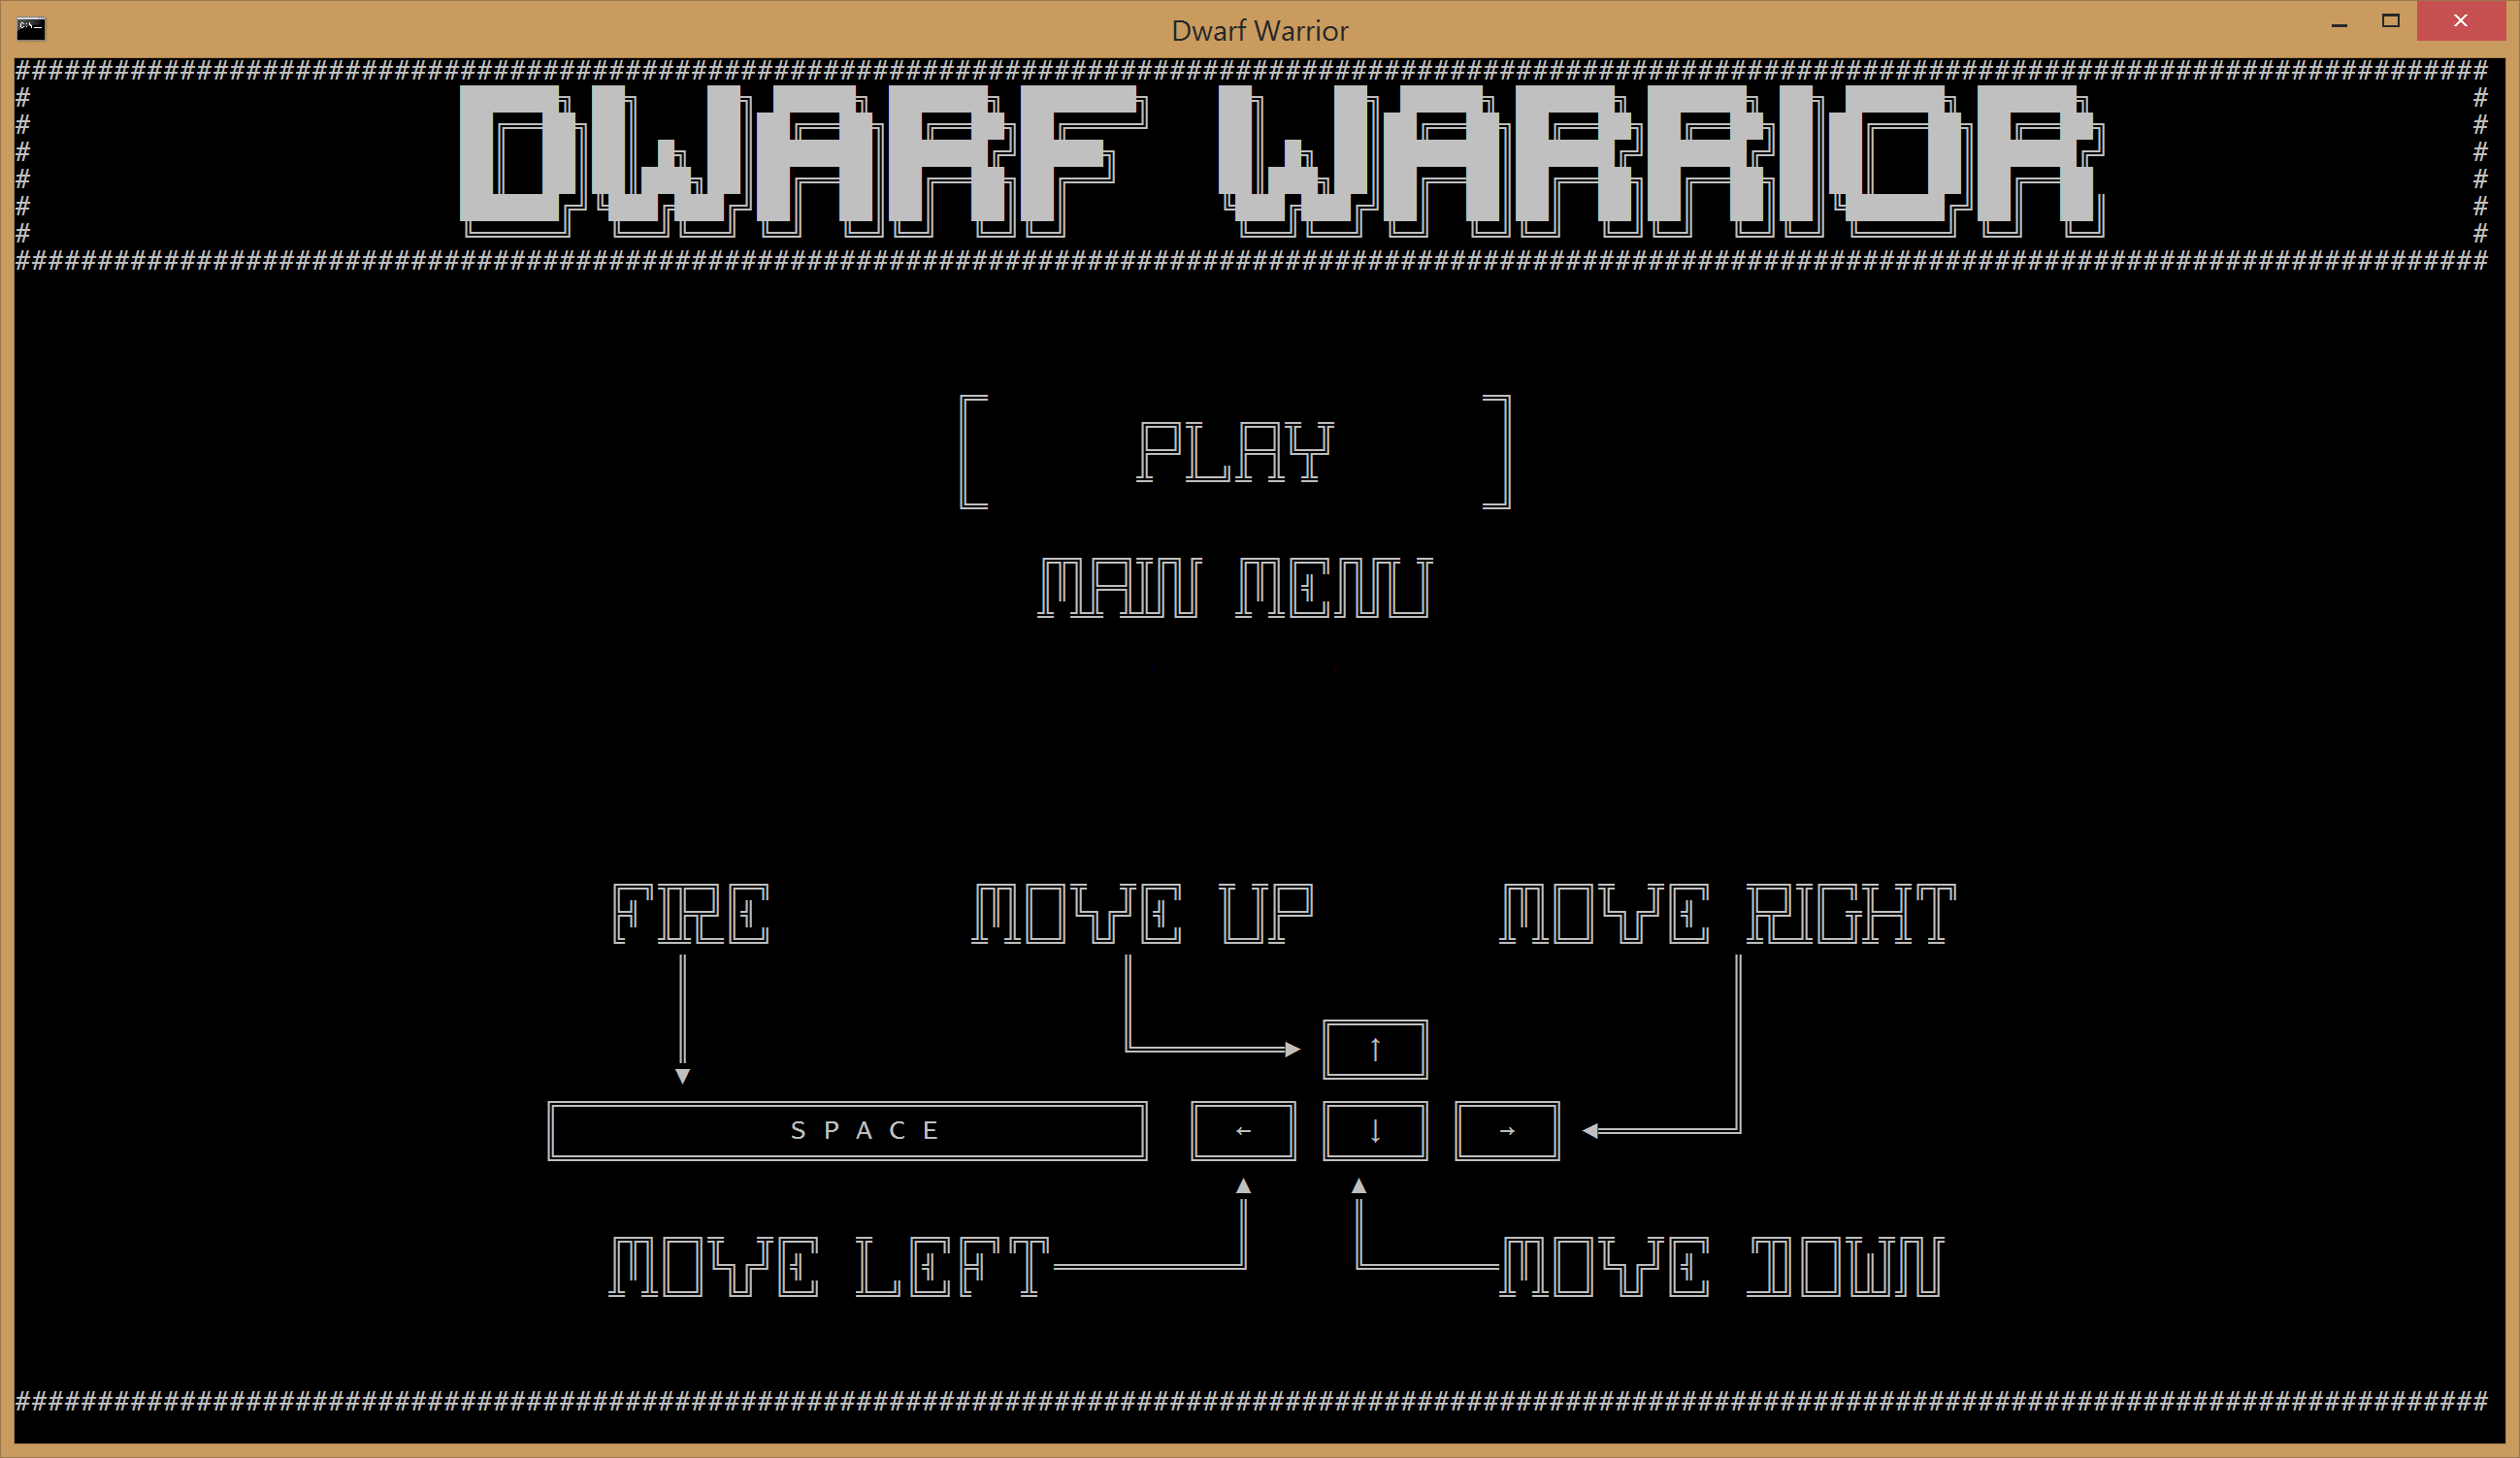 Dwarf Warrior
DWARF WARRIOR
PLAY
MAIN MENU
FIRE MOVE UP MOVE RIGHT
↑
SPACE ← ↓ →
MOVE LEFT MOVE DOWN